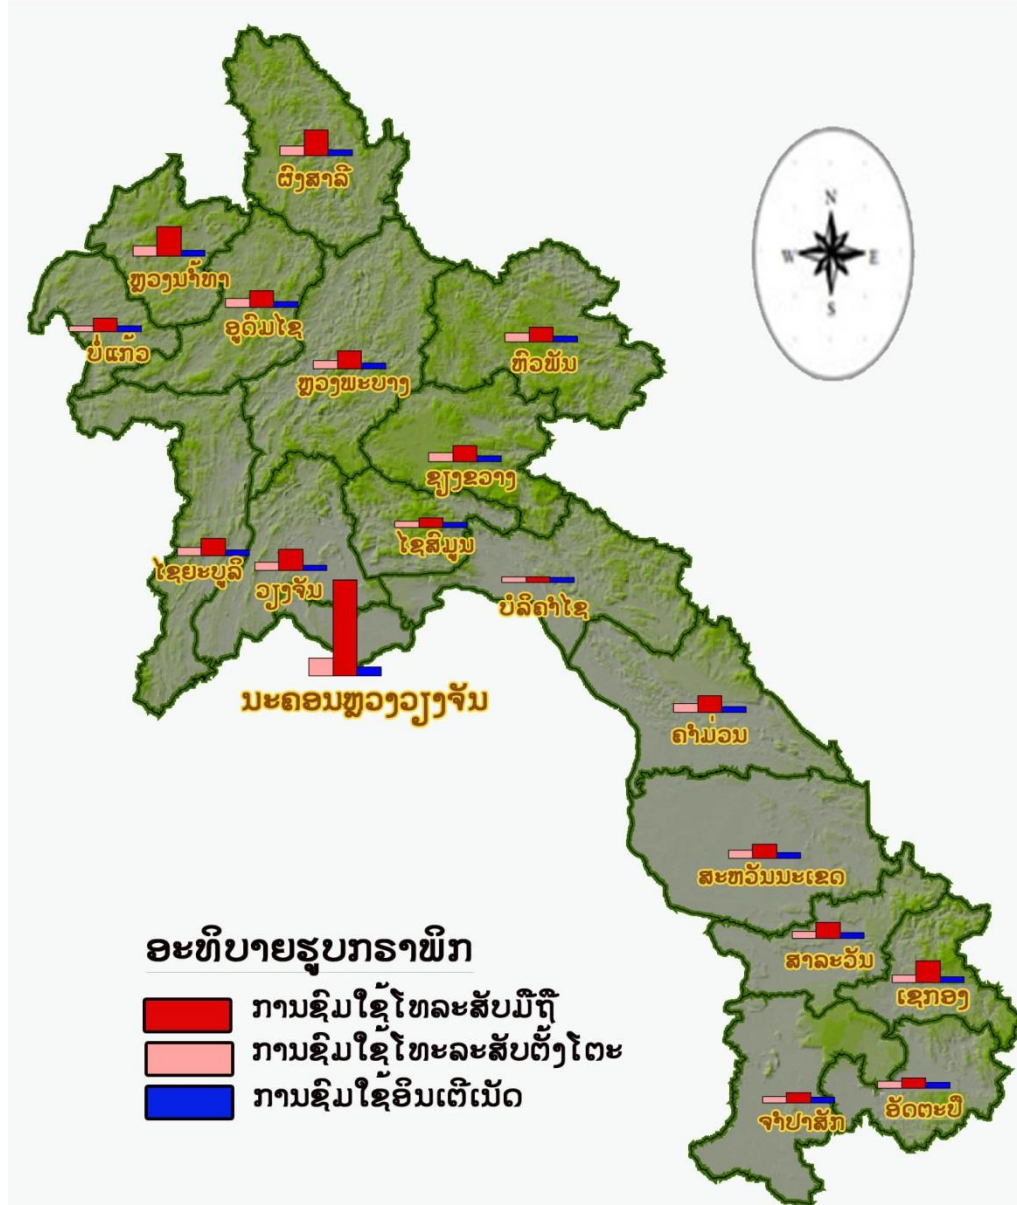 ຜົ້ງສາລີ
N
W E
S
ຫຼວງນ້ຳທາ
ອຸດົມໄຊ
ບໍ່ແກ້ວ
ຫົວພັນ
ຫຼວງພະບາງ
ຊຽງຂວາງ
ໄຊສົມບູນ
ໄຊຍະບູລີ
ວຽງຈັນ
ບໍລິຄຳໄຊ
ນະຄອນຫຼວງວຽງຈັນ
ຄຳມ່ວນ
ສະຫວັນນະເຂດ
ສາລະວັນ
ເຊກອງ
ອັດຕະປື
ຈຳປາສັກ
ອະທິບາຍຮູບກຣາພິກ
ການຊົມໃຊ້ໂທລະສັບມືຖື
ການຊົມໃຊ້ໂທະລະສັບຕັ້ງໂຕະ
ການຊົມໃຊ້ອິນເຕີເນັດ